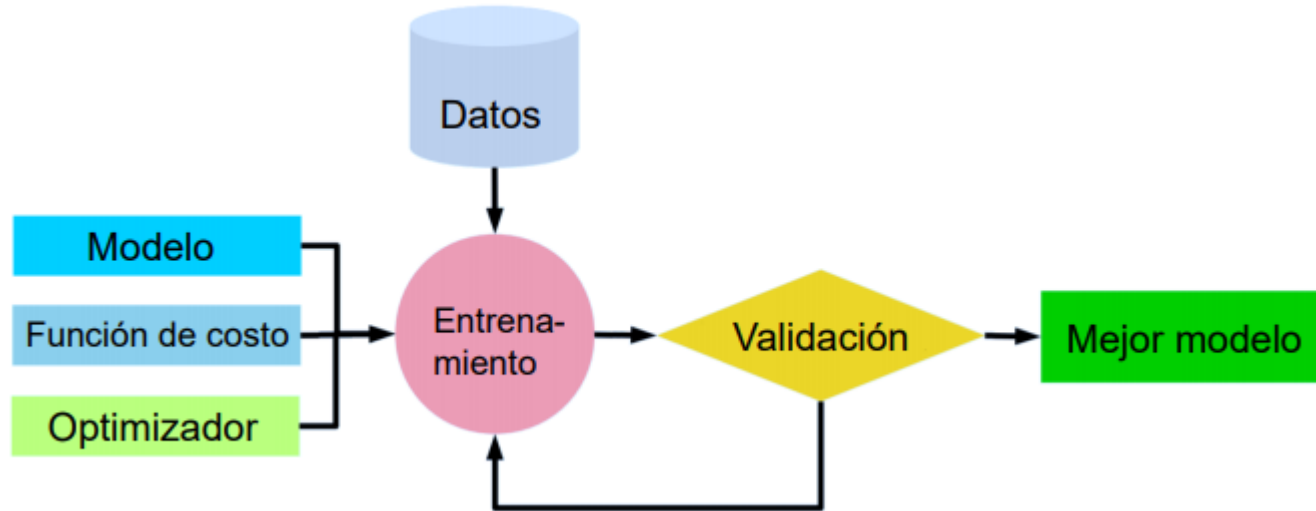 Datos
Modelo
Función de costo
Optimizador
Entrena-
miento
Validación
Mejor modelo